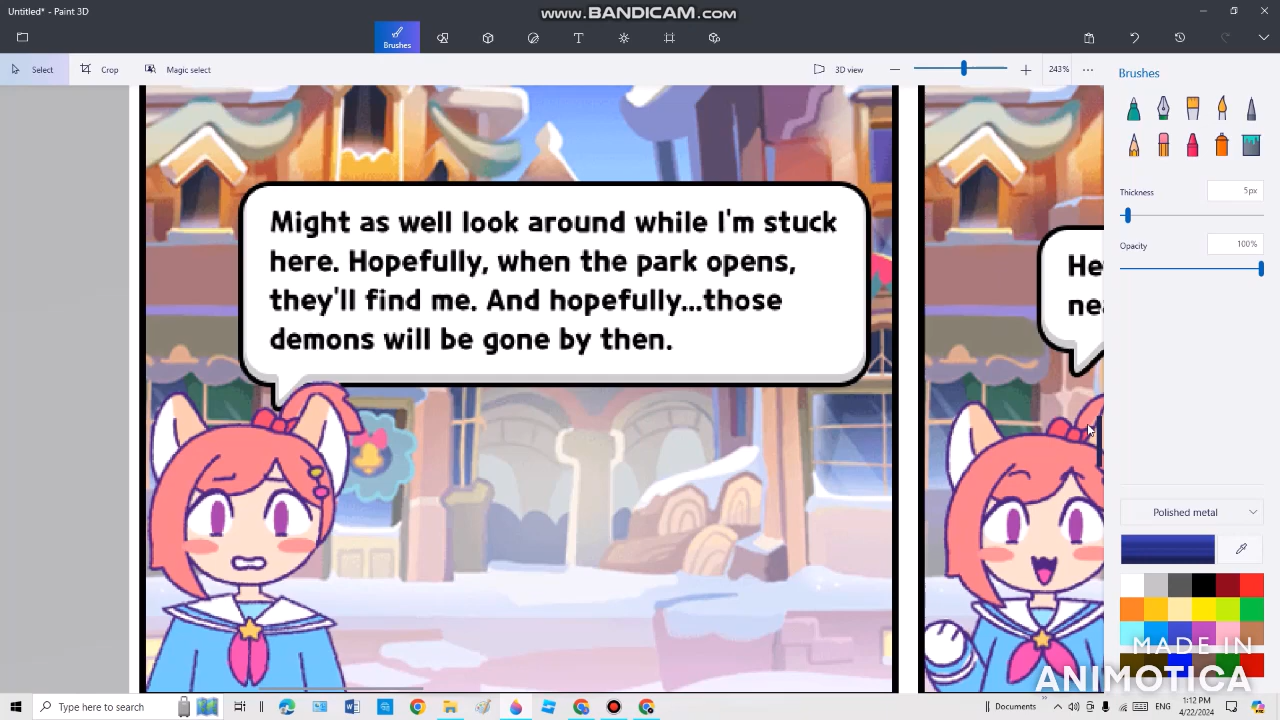 Untitled* - Paint 3D
www.BANDICAM.com
Brushes
Select
Crop
Magic select
3D view
243%
Brushes
Thickness
5px
Opacity
100%
Might as well look around while I'm stuck
here. Hopefully, when the park opens,
they'll find me. And hopefully...those
demons will be gone by then.
He
nea
Polished metal
MADE IN
ANIMOTICA
Type here to search
Documents
ENG
1:12 PM
4/22/2024